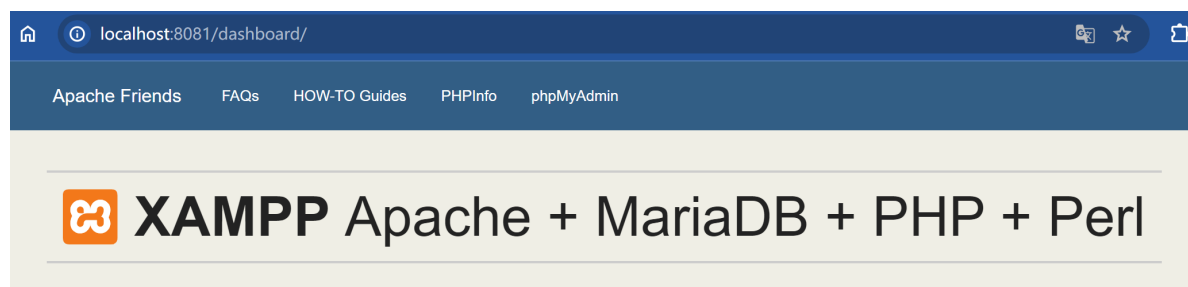 localhost:8081/dashboard/
Apache Friends FAQs HOW-TO Guides PHPInfo phpMyAdmin
XAMPP Apache + MariaDB + PHP + Perl